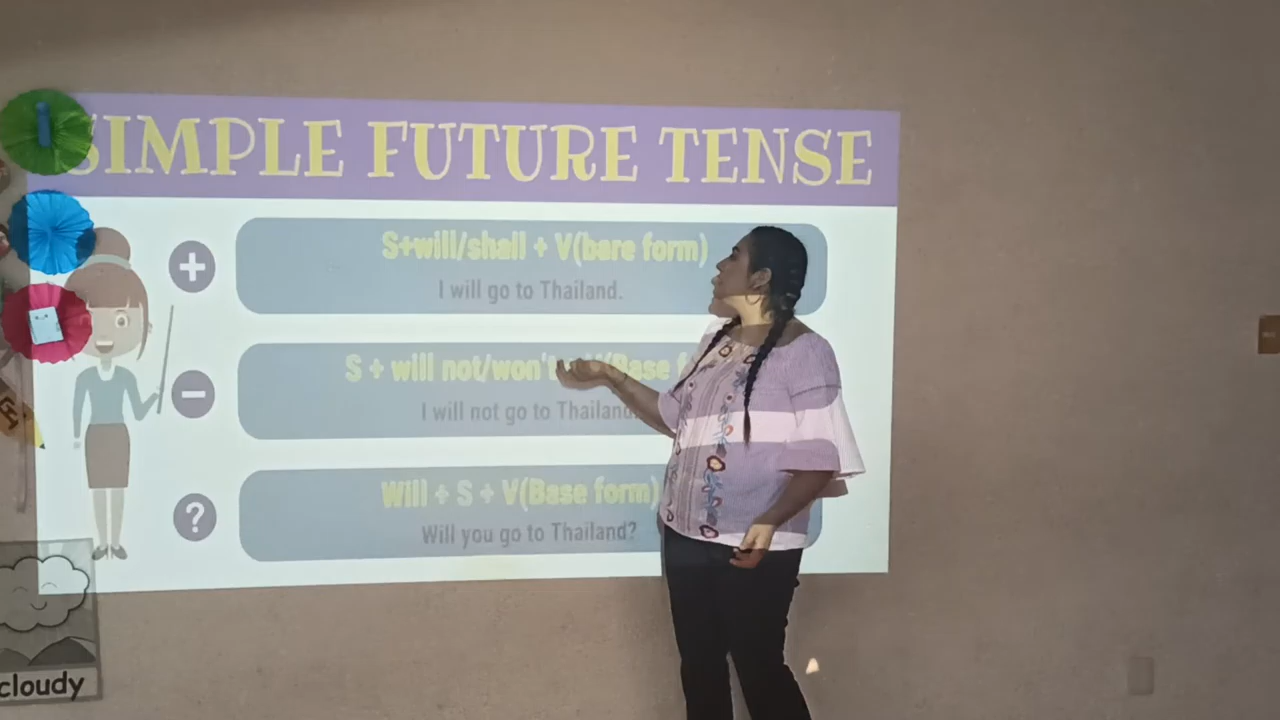 SIMPLE FUTURE TENSE
+
S+will/shall + V(bare form)
I will go to Thailand.
-
S + will not/won't
I will not go to Thailand.
?
Will + S + V(Base form)
Will you go to Thailand?
cloudy